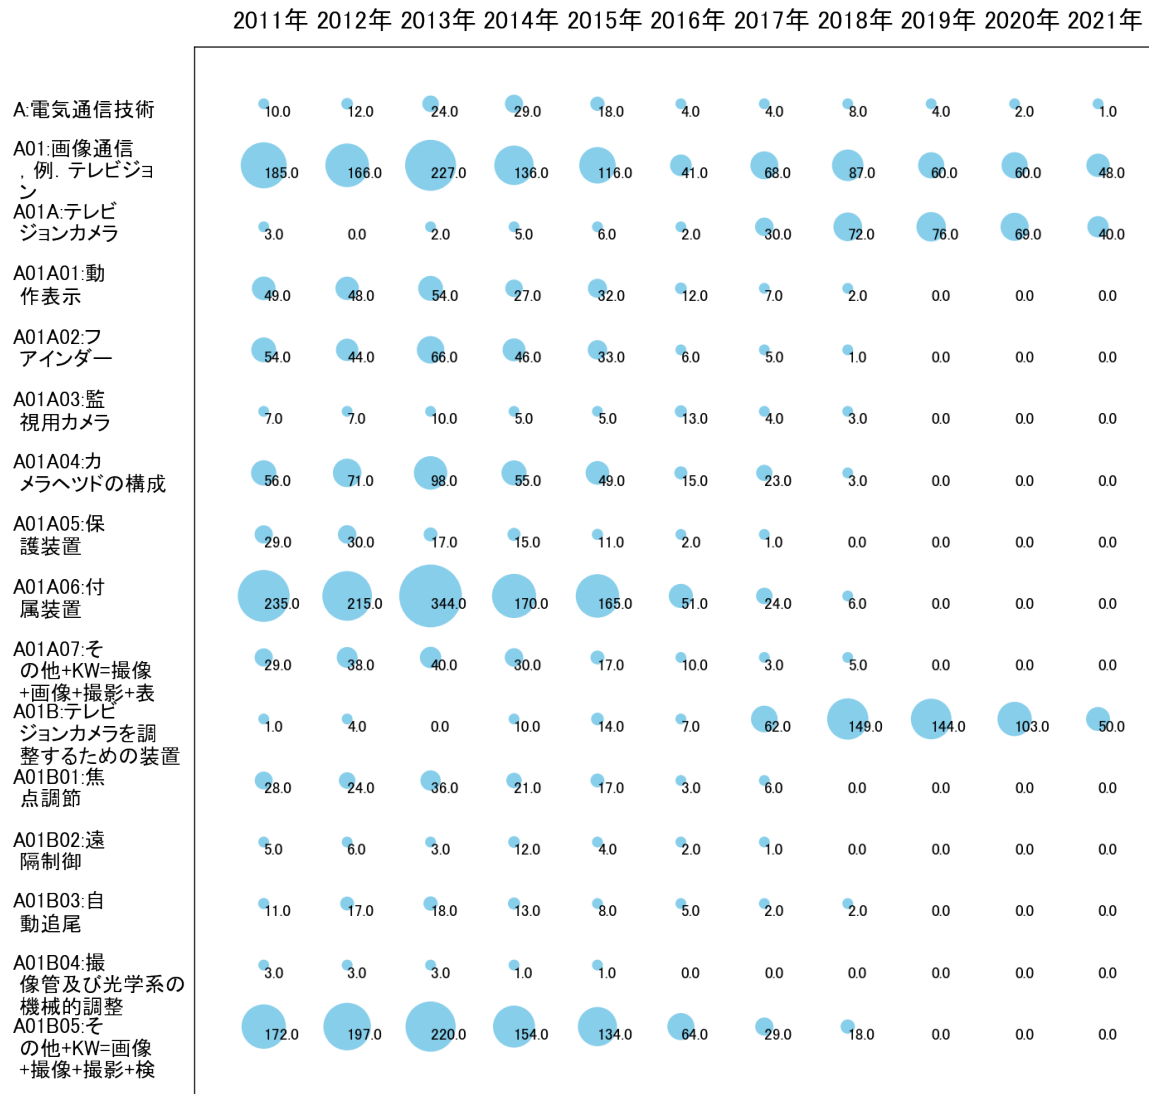 2011年 2012年 2013年 2014年 2015年 2016年 2017年 2018年 2019年 2020年 2021年
A:電気通信技術 10.0 12.0 24.0 29.0 18.0 4.0 4.0 8.0 4.0 2.0 1.0
A01:画像通信
，例．テレビジョ
ン
185.0 166.0 227.0 136.0 116.0 41.0 68.0 87.0 60.0 60.0 48.0
A01A:テレビ
ジョンカメラ
3.0 0.0 2.0 5.0 6.0 2.0 30.0 72.0 76.0 69.0 40.0
A01A01:動
作表示
49.0 48.0 54.0 27.0 32.0 12.0 7.0 2.0 0.0 0.0 0.0
A01A02:フ
アインダー
54.0 44.0 66.0 46.0 33.0 6.0 5.0 1.0 0.0 0.0 0.0
A01A03:監
視用カメラ
7.0 7.0 10.0 5.0 5.0 13.0 4.0 3.0 0.0 0.0 0.0
A01A04:カ
メラヘツドの構成
56.0 71.0 98.0 55.0 49.0 15.0 23.0 3.0 0.0 0.0 0.0
A01A05:保
護装置
29.0 30.0 17.0 15.0 11.0 2.0 1.0 0.0 0.0 0.0 0.0
A01A06:付
属装置
235.0 215.0 344.0 170.0 165.0 51.0 24.0 6.0 0.0 0.0 0.0
A01A07:そ
の他+KW=撮像
+画像+撮影+表
29.0 38.0 40.0 30.0 17.0 10.0 3.0 5.0 0.0 0.0 0.0
A01B:テレビ
ジョンカメラを調
整するための装置
1.0 4.0 0.0 10.0 14.0 7.0 62.0 149.0 144.0 103.0 50.0
A01B01:焦
点調節
28.0 24.0 36.0 21.0 17.0 3.0 6.0 0.0 0.0 0.0 0.0
A01B02:遠
隔制御
5.0 6.0 3.0 12.0 4.0 2.0 1.0 0.0 0.0 0.0 0.0
A01B03:自
動追尾
11.0 17.0 18.0 13.0 8.0 5.0 2.0 2.0 0.0 0.0 0.0
A01B04:撮
像管及び光学系の
機械的調整
3.0 3.0 3.0 1.0 1.0 0.0 0.0 0.0 0.0 0.0 0.0
A01B05:そ
の他+KW=画像
+撮像+撮影+検
172.0 197.0 220.0 154.0 134.0 64.0 29.0 18.0 0.0 0.0 0.0